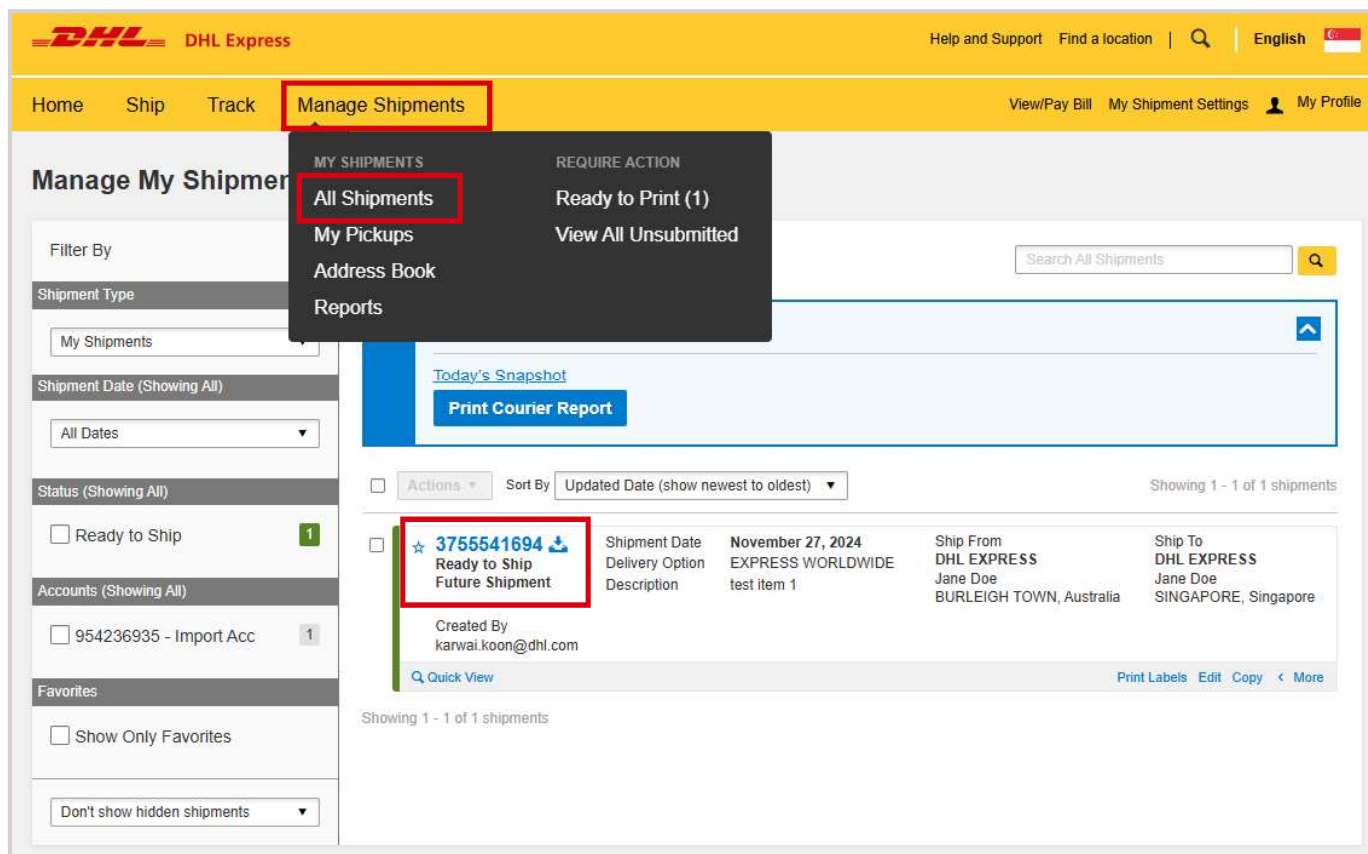 DHL DHL Express
Help and Support Find a location | English
Home Ship Track Manage Shipments
View/Pay Bill My Shipment Settings My Profile
Manage My Shipmen
MY SHIPMENTS
All Shipments
My Pickups
Address Book
Reports
REQUIRE ACTION
Ready to Print (1)
View All Unsubmitted
Filter By
Shipment Type
My Shipments
Shipment Date (Showing All)
All Dates
Status (Showing All)
Ready to Ship 1
Accounts (Showing All)
954236935 - Import Acc 1
Favorites
Show Only Favorites
Don't show hidden shipments
Search All Shipments
Today's Snapshot
Print Courier Report
Actions Sort By Updated Date (show newest to oldest)
Showing 1 - 1 of 1 shipments
3755541694
Ready to Ship
Future Shipment
Created By
karwai.koon@dhl.com
Shipment Date November 27, 2024
Delivery Option EXPRESS WORLDWIDE
Description test item 1
Ship From
DHL EXPRESS
Jane Doe
BURLEIGH TOWN, Australia
Ship To
DHL EXPRESS
Jane Doe
SINGAPORE, Singapore
Quick View
Print Labels Edit Copy < More
Showing 1 - 1 of 1 shipments